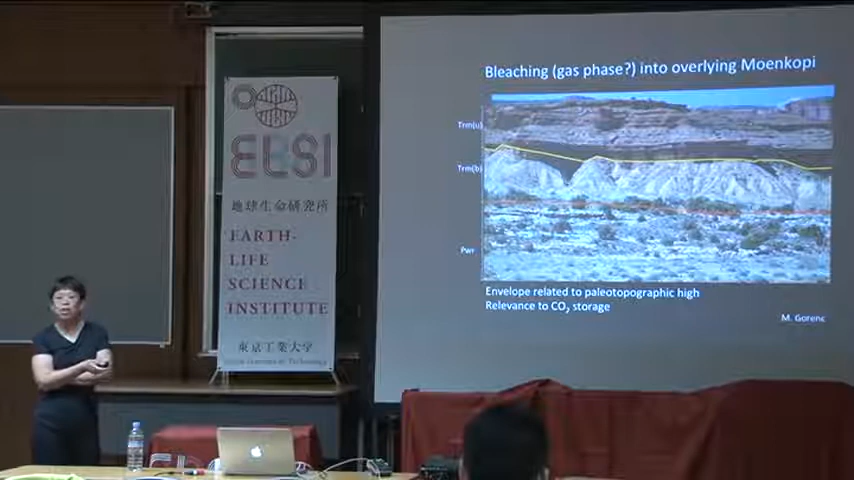 ELSI
地球生命研究所
EARTH-
LIFE
SCIENCE
INSTITUTE
東京工業大学
Bleaching (gas phase?) into overlying Moenkopi
Trm(u)
Trm(b)
Pwr
Envelope related to paleotopographic high
Relevance to CO2 storage
M. Gorenc